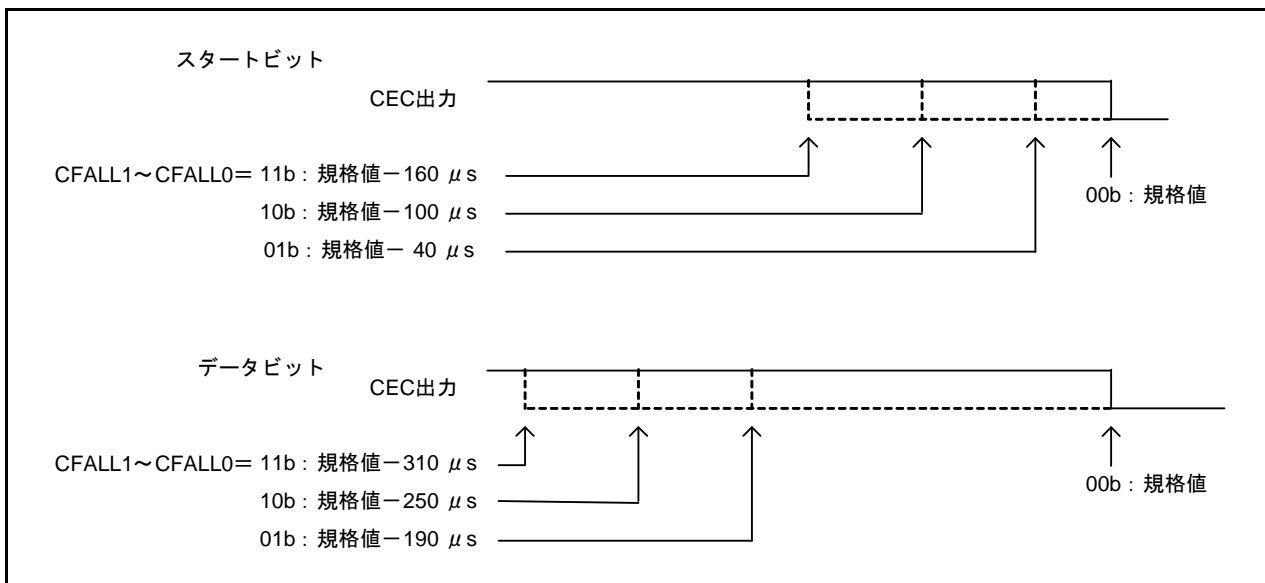 スタートビット
CEC出力
CFALL1～CFALL0＝ 11b：規格値－160 μs
10b：規格値－100 μs
01b：規格値－ 40 μs
00b：規格値
データビット
CEC出力
CFALL1～CFALL0＝ 11b：規格値－310 μs
10b：規格値－250 μs
01b：規格値－190 μs
00b：規格値